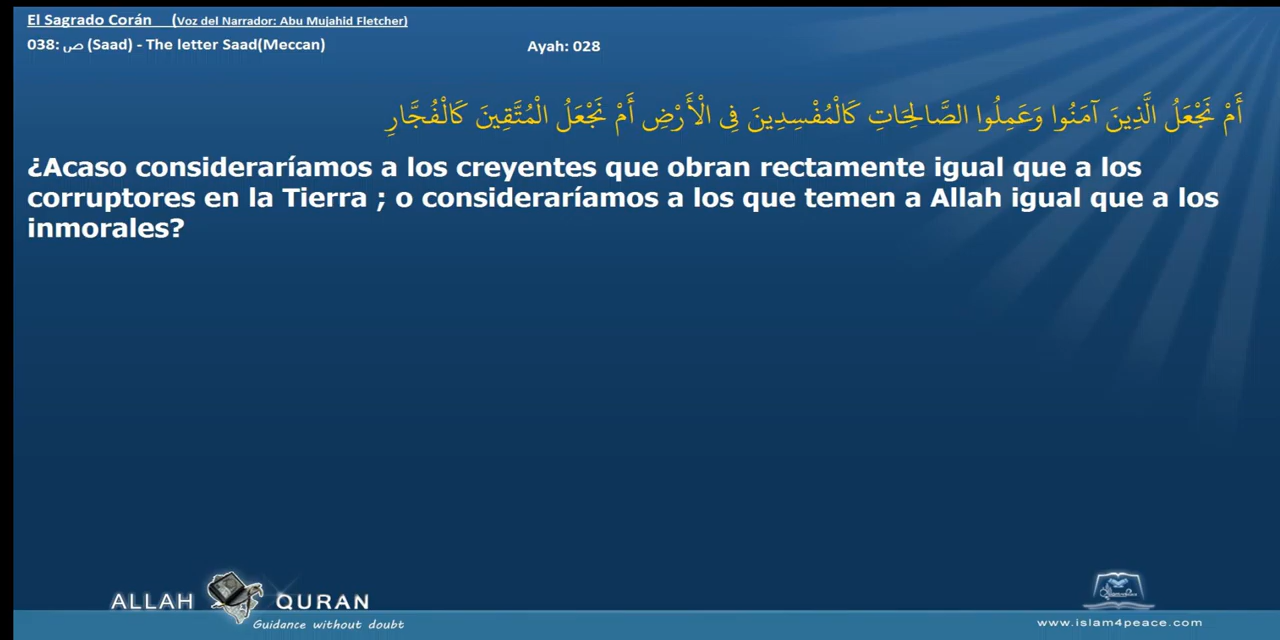 El Sagrado Corán (Voz del Narrador: Abu Mujahid Fletcher)
038: ص (Saad) - The letter Saad(Meccan) Ayah: 028
أَمْ نَجْعَلُ الَّذِينَ آمَنُوا وَعَمِلُوا الصَّالِحَاتِ كَالْمُفْسِدِينَ فِي الْأَرْضِ أَمْ نَجْعَلُ الْمُتَّقِينَ كَالْفُجَّارِ
¿Acaso consideraríamos a los creyentes que obran rectamente igual que a los
corruptores en la Tierra ; o consideraríamos a los que temen a Allah igual que a los
inmorales?
ALLAH QURAN
Guidance without doubt
www.islam4peace.com